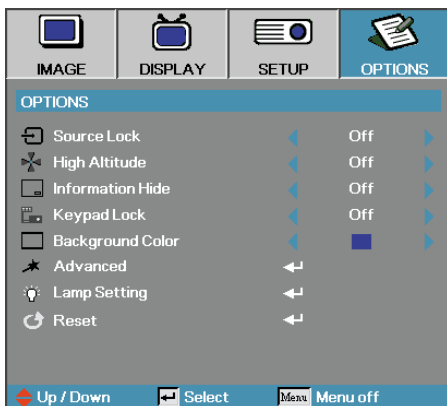 IMAGE DISPLAY SETUP OPTIONS
OPTIONS
Source Lock Off
High Altitude Off
Information Hide Off
Keypad Lock Off
Background Color
Advanced
Lamp Setting
Reset
Up / Down Select Menu Menu off